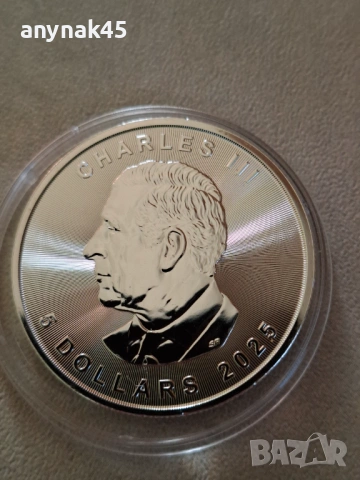 anynak45
CHARLES III
5 DOLLARS 2025
BAZAR